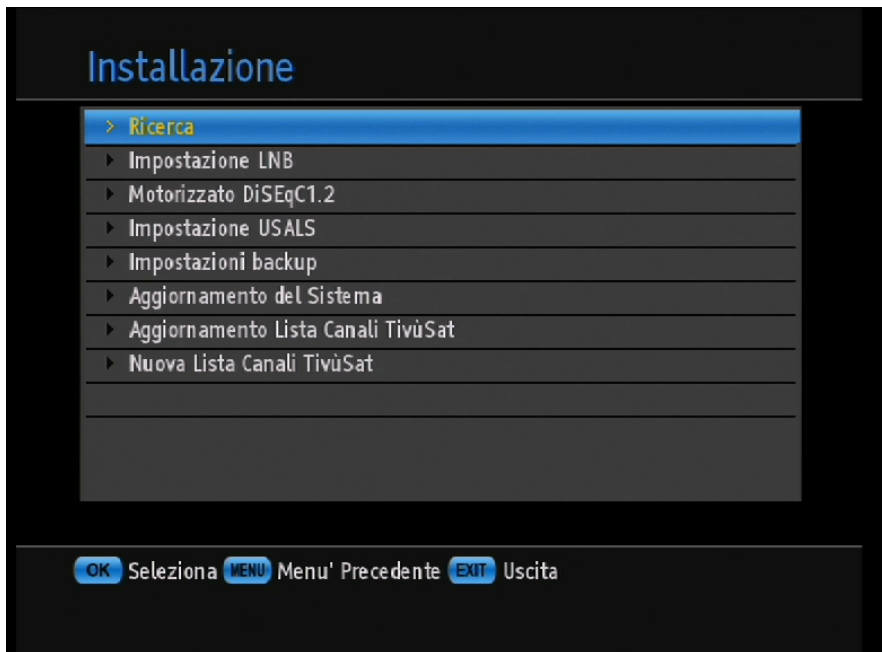 Installazione
> Ricerca
Impostazione LNB
Motorizzato DiSEqC1.2
Impostazione USALS
Impostazioni backup
Aggiornamento del Sistema
Aggiornamento Lista Canali TivùSat
Nuova Lista Canali TivùSat
OK Seleziona MENU Menu' Precedente EXIT Uscita